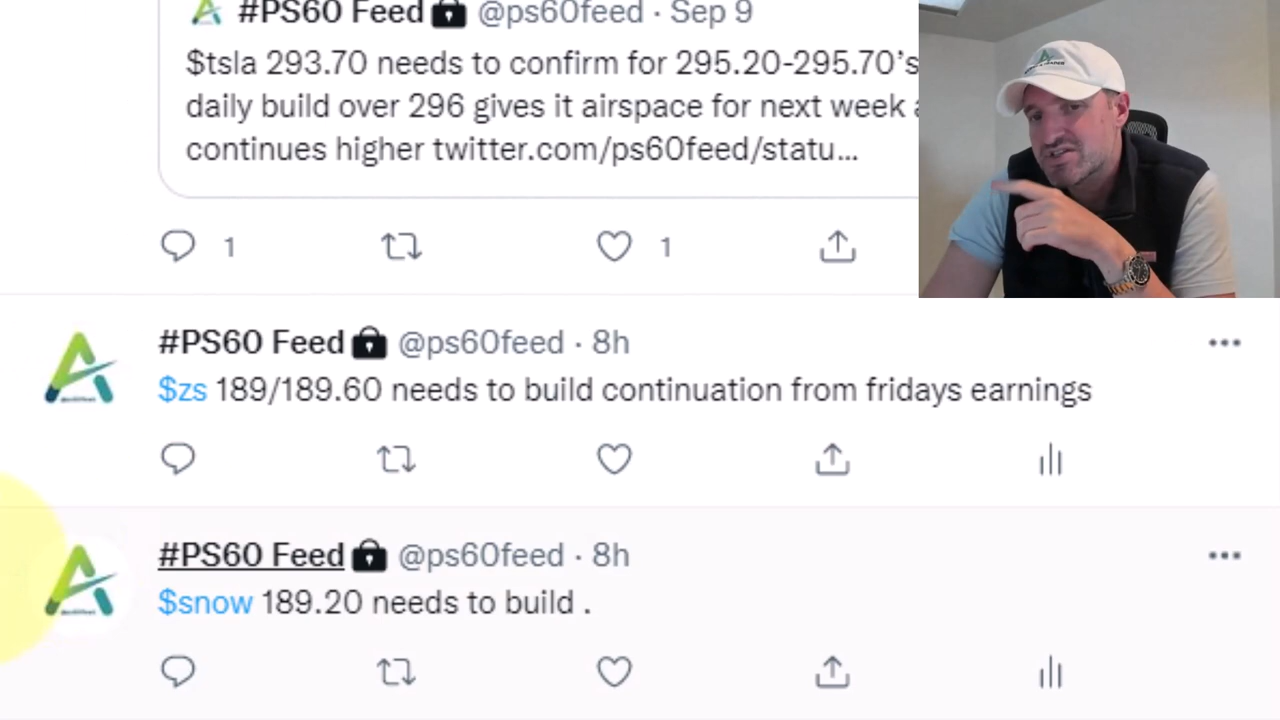 #PS60 Feed🔒 @ps60feed · Sep 9
$tsla 293.70 needs to confirm for 295.20-295.70's
daily build over 296 gives it airspace for next week
continues higher twitter.com/ps60feed/statu...
1 1
#PS60 Feed🔒 @ps60feed · 8h
$zs 189/189.60 needs to build continuation from fridays earnings
#PS60 Feed🔒 @ps60feed · 8h
$snow 189.20 needs to build .